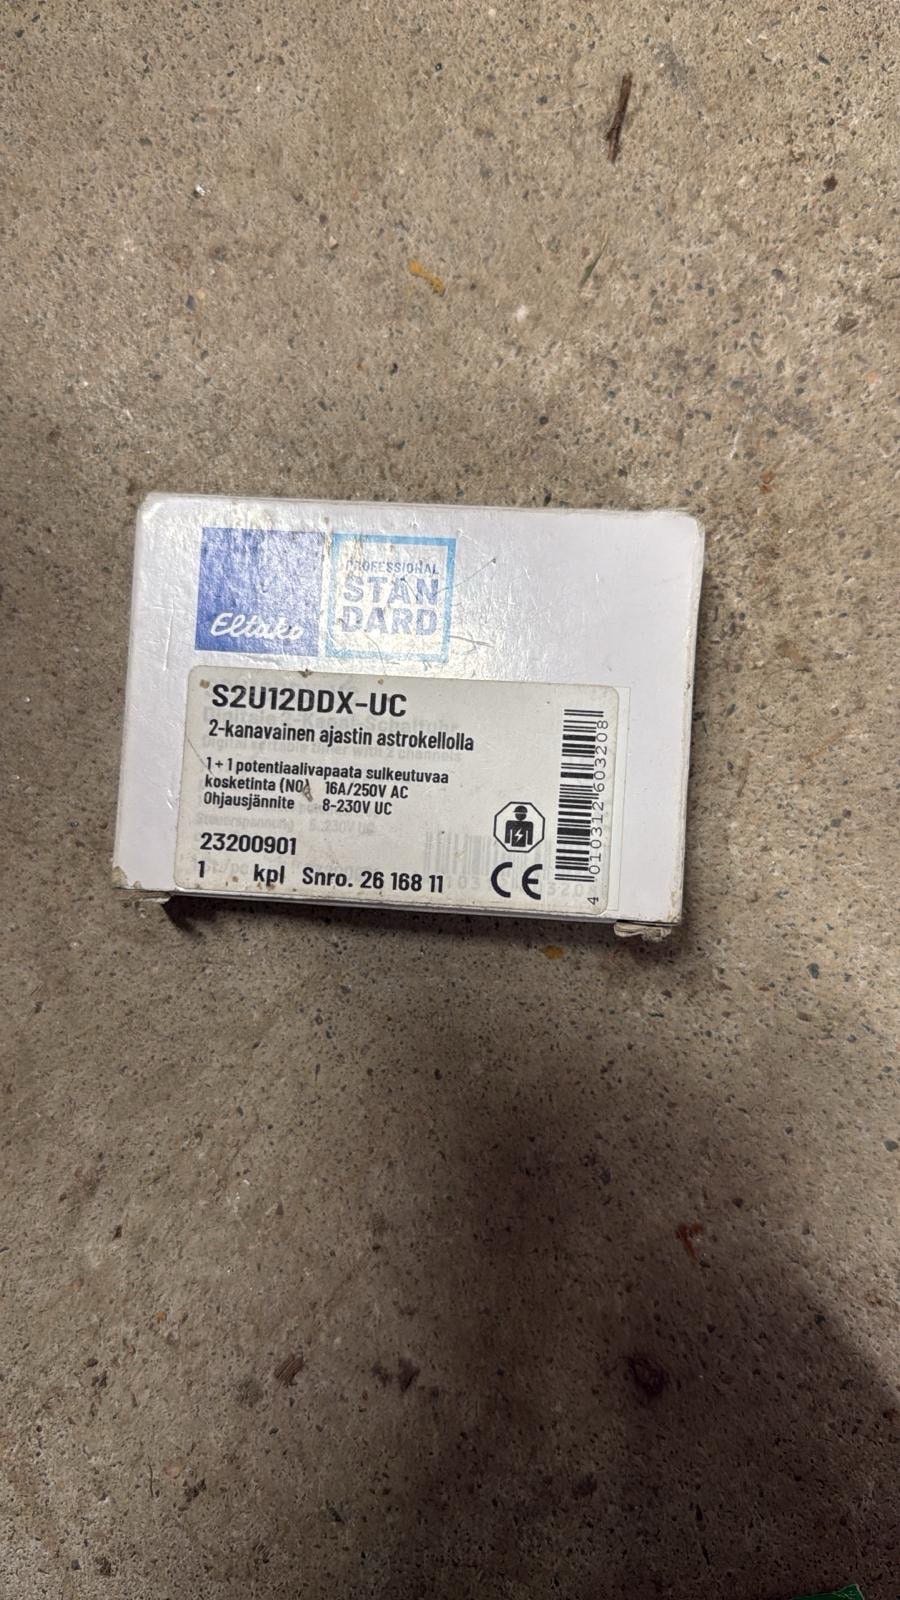 Eltako
PROFESSIONAL
STAN
DARD
S2U12DDX-UC
2-kanavainen ajastin astrokellolla
1 + 1 potentiaalivapaata sulkeutuvaa
kosketinta (NO) 16A/250V AC
Ohjausjännite 8-230V UC
23200901
1 kpl Snro. 26 168 11
CE
4 010312 603208